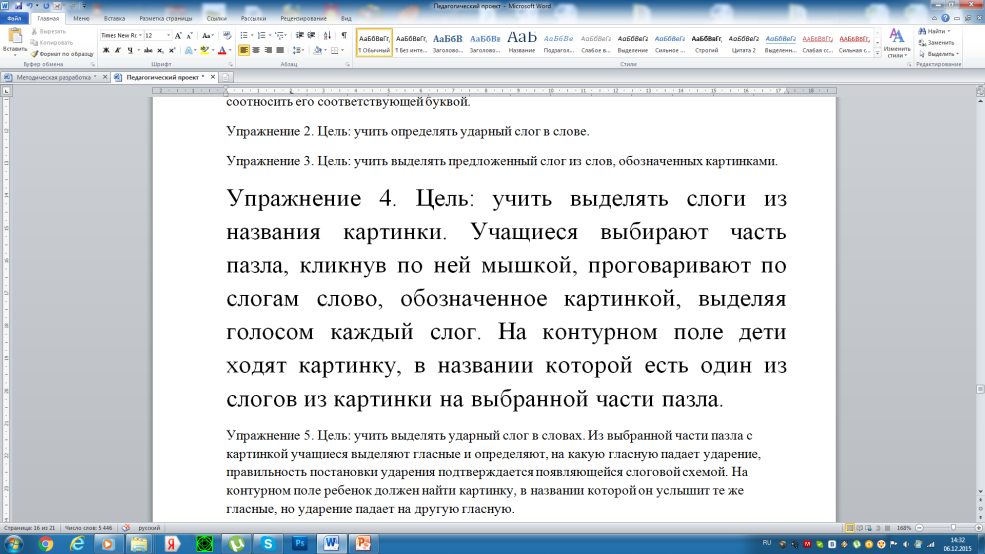 Педагогический проект - Microsoft Word
Файл Главная Меню Вставка Разметка страницы Ссылки Рассылки Рецензирование Вид
Вставить
Вырезать
Копировать
Формат по образцу
Буфер обмена
Times New Ro 12
Шрифт
Абзац
АаБбВвГг, АаБбВвГг, АаБбВ АаБбВв АаЬ АаБбВв АаБбВвГг АаБбВвГг АаБбВвГг АаБбВвГг АаБбВвГг АаБбВвГг АаБбВвГг АаБбВвГг
¶ Обычный ¶ Без инте... Заголово... Заголово... Название Подзагол... Слабое в... Выделение Сильное ... Строгий Цитата 2 Выделенн... Слабая сс... Сильная с...
Изменить стили
Стили
Найти
Заменить
Выделить
Редактирование
Методическая разработка * Педагогический проект *
соотносить его соответствующей буквой.
Упражнение 2. Цель: учить определять ударный слог в слове.
Упражнение 3. Цель: учить выделять предложенный слог из слов, обозначенных картинками.
Упражнение 4. Цель: учить выделять слоги из
названия картинки. Учащиеся выбирают часть
пазла, кликнув по ней мышкой, проговаривают по
слогам слово, обозначенное картинкой, выделяя
голосом каждый слог. На контурном поле дети
ходят картинку, в названии которой есть один из
слогов из картинки на выбранной части пазла.
Упражнение 5. Цель: учить выделять ударный слог в словах. Из выбранной части пазла с
картинкой учащиеся выделяют гласные и определяют, на какую гласную падает ударение,
правильность постановки ударения подтверждается появляющейся слоговой схемой. На
контурном поле ребенок должен найти картинку, в названии которой он услышит те же
гласные, но ударение падает на другую гласную.
Страница: 16 из 21 Число слов: 5 446 русский 168%
RU 14:32
06.12.2015